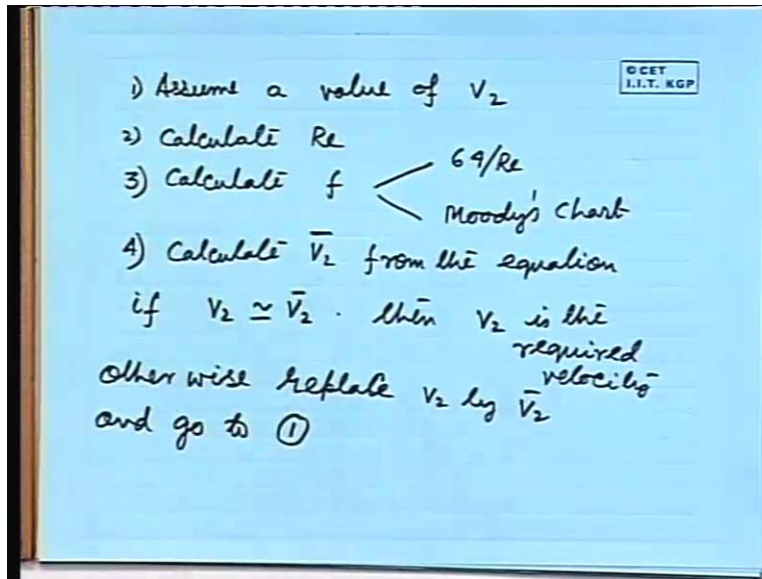 © CET
I.I.T. KGP
1) Assume a value of V₂
2) Calculate Re
3) Calculate f
64/Re
Moody's Chart
4) Calculate V̅₂ from the equation
if V₂ ≃ V̅₂ . then V₂ is the
required
velocity
otherwise replace V₂ by V̅₂
and go to ①